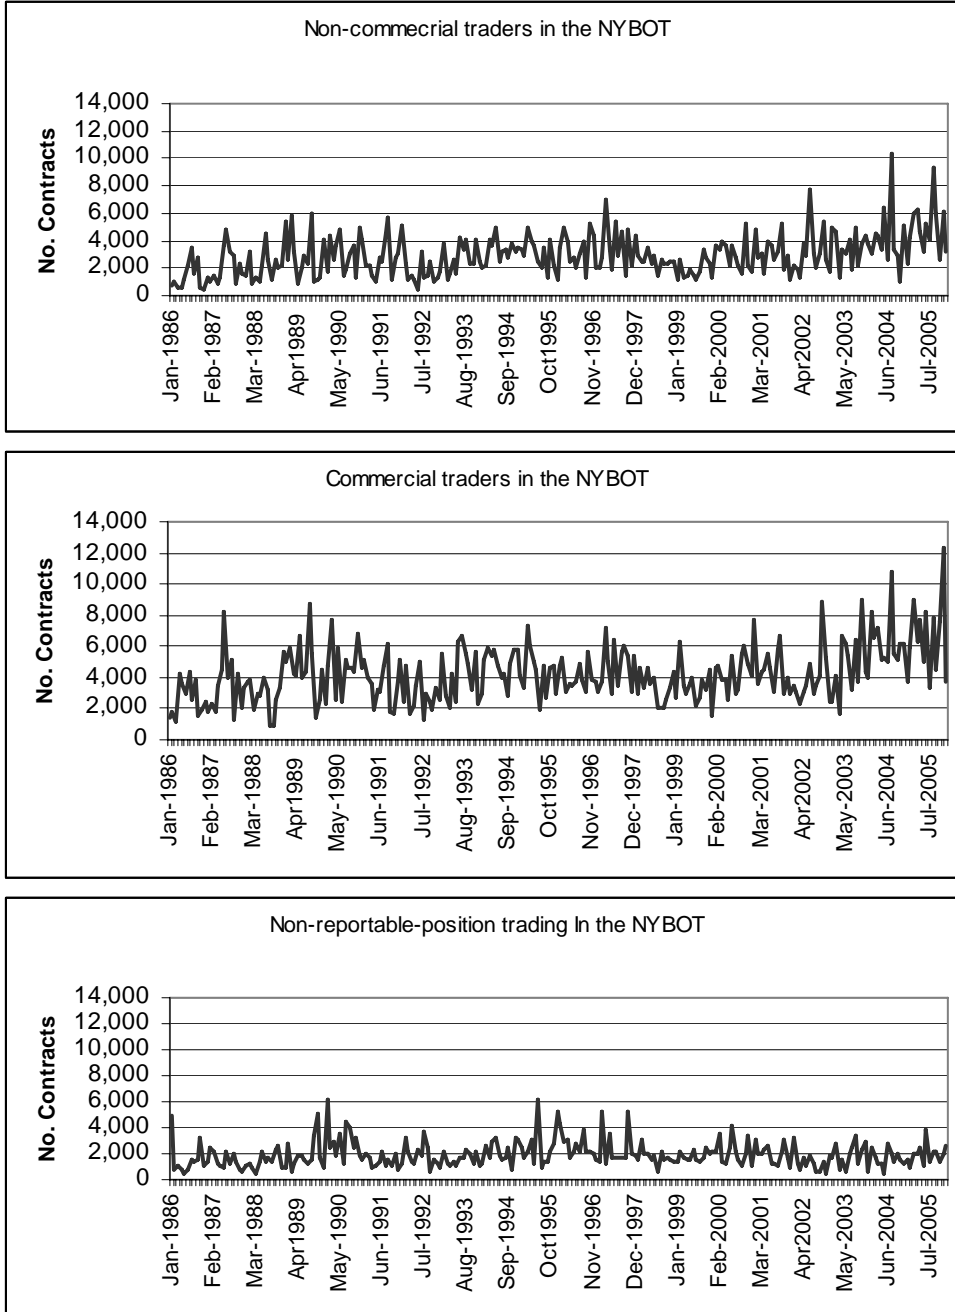 Non-commecrial traders in the NYBOT
No. Contracts
14,000
12,000
10,000
8,000
6,000
4,000
2,000
0
Jan-1986
Feb-1987
Mar-1988
Apr1989
May-1990
Jun-1991
Jul-1992
Aug-1993
Sep-1994
Oct1995
Nov-1996
Dec-1997
Jan-1999
Feb-2000
Mar-2001
Apr2002
May-2003
Jun-2004
Jul-2005
Commercial traders in the NYBOT
No. Contracts
14,000
12,000
10,000
8,000
6,000
4,000
2,000
0
Jan-1986
Feb-1987
Mar-1988
Apr1989
May-1990
Jun-1991
Jul-1992
Aug-1993
Sep-1994
Oct1995
Nov-1996
Dec-1997
Jan-1999
Feb-2000
Mar-2001
Apr2002
May-2003
Jun-2004
Jul-2005
Non-reportable-position trading In the NYBOT
No. Contracts
14,000
12,000
10,000
8,000
6,000
4,000
2,000
0
Jan-1986
Feb-1987
Mar-1988
Apr1989
May-1990
Jun-1991
Jul-1992
Aug-1993
Sep-1994
Oct1995
Nov-1996
Dec-1997
Jan-1999
Feb-2000
Mar-2001
Apr2002
May-2003
Jun-2004
Jul-2005